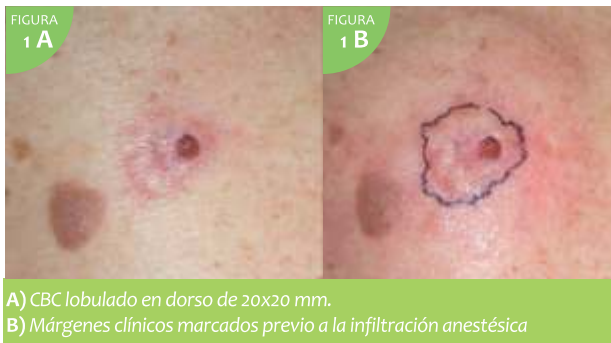 FIGURA
1 A
FIGURA
1 B
A) CBC lobulado en dorso de 20x20 mm.
B) Márgenes clínicos marcados previo a la infiltración anestésica